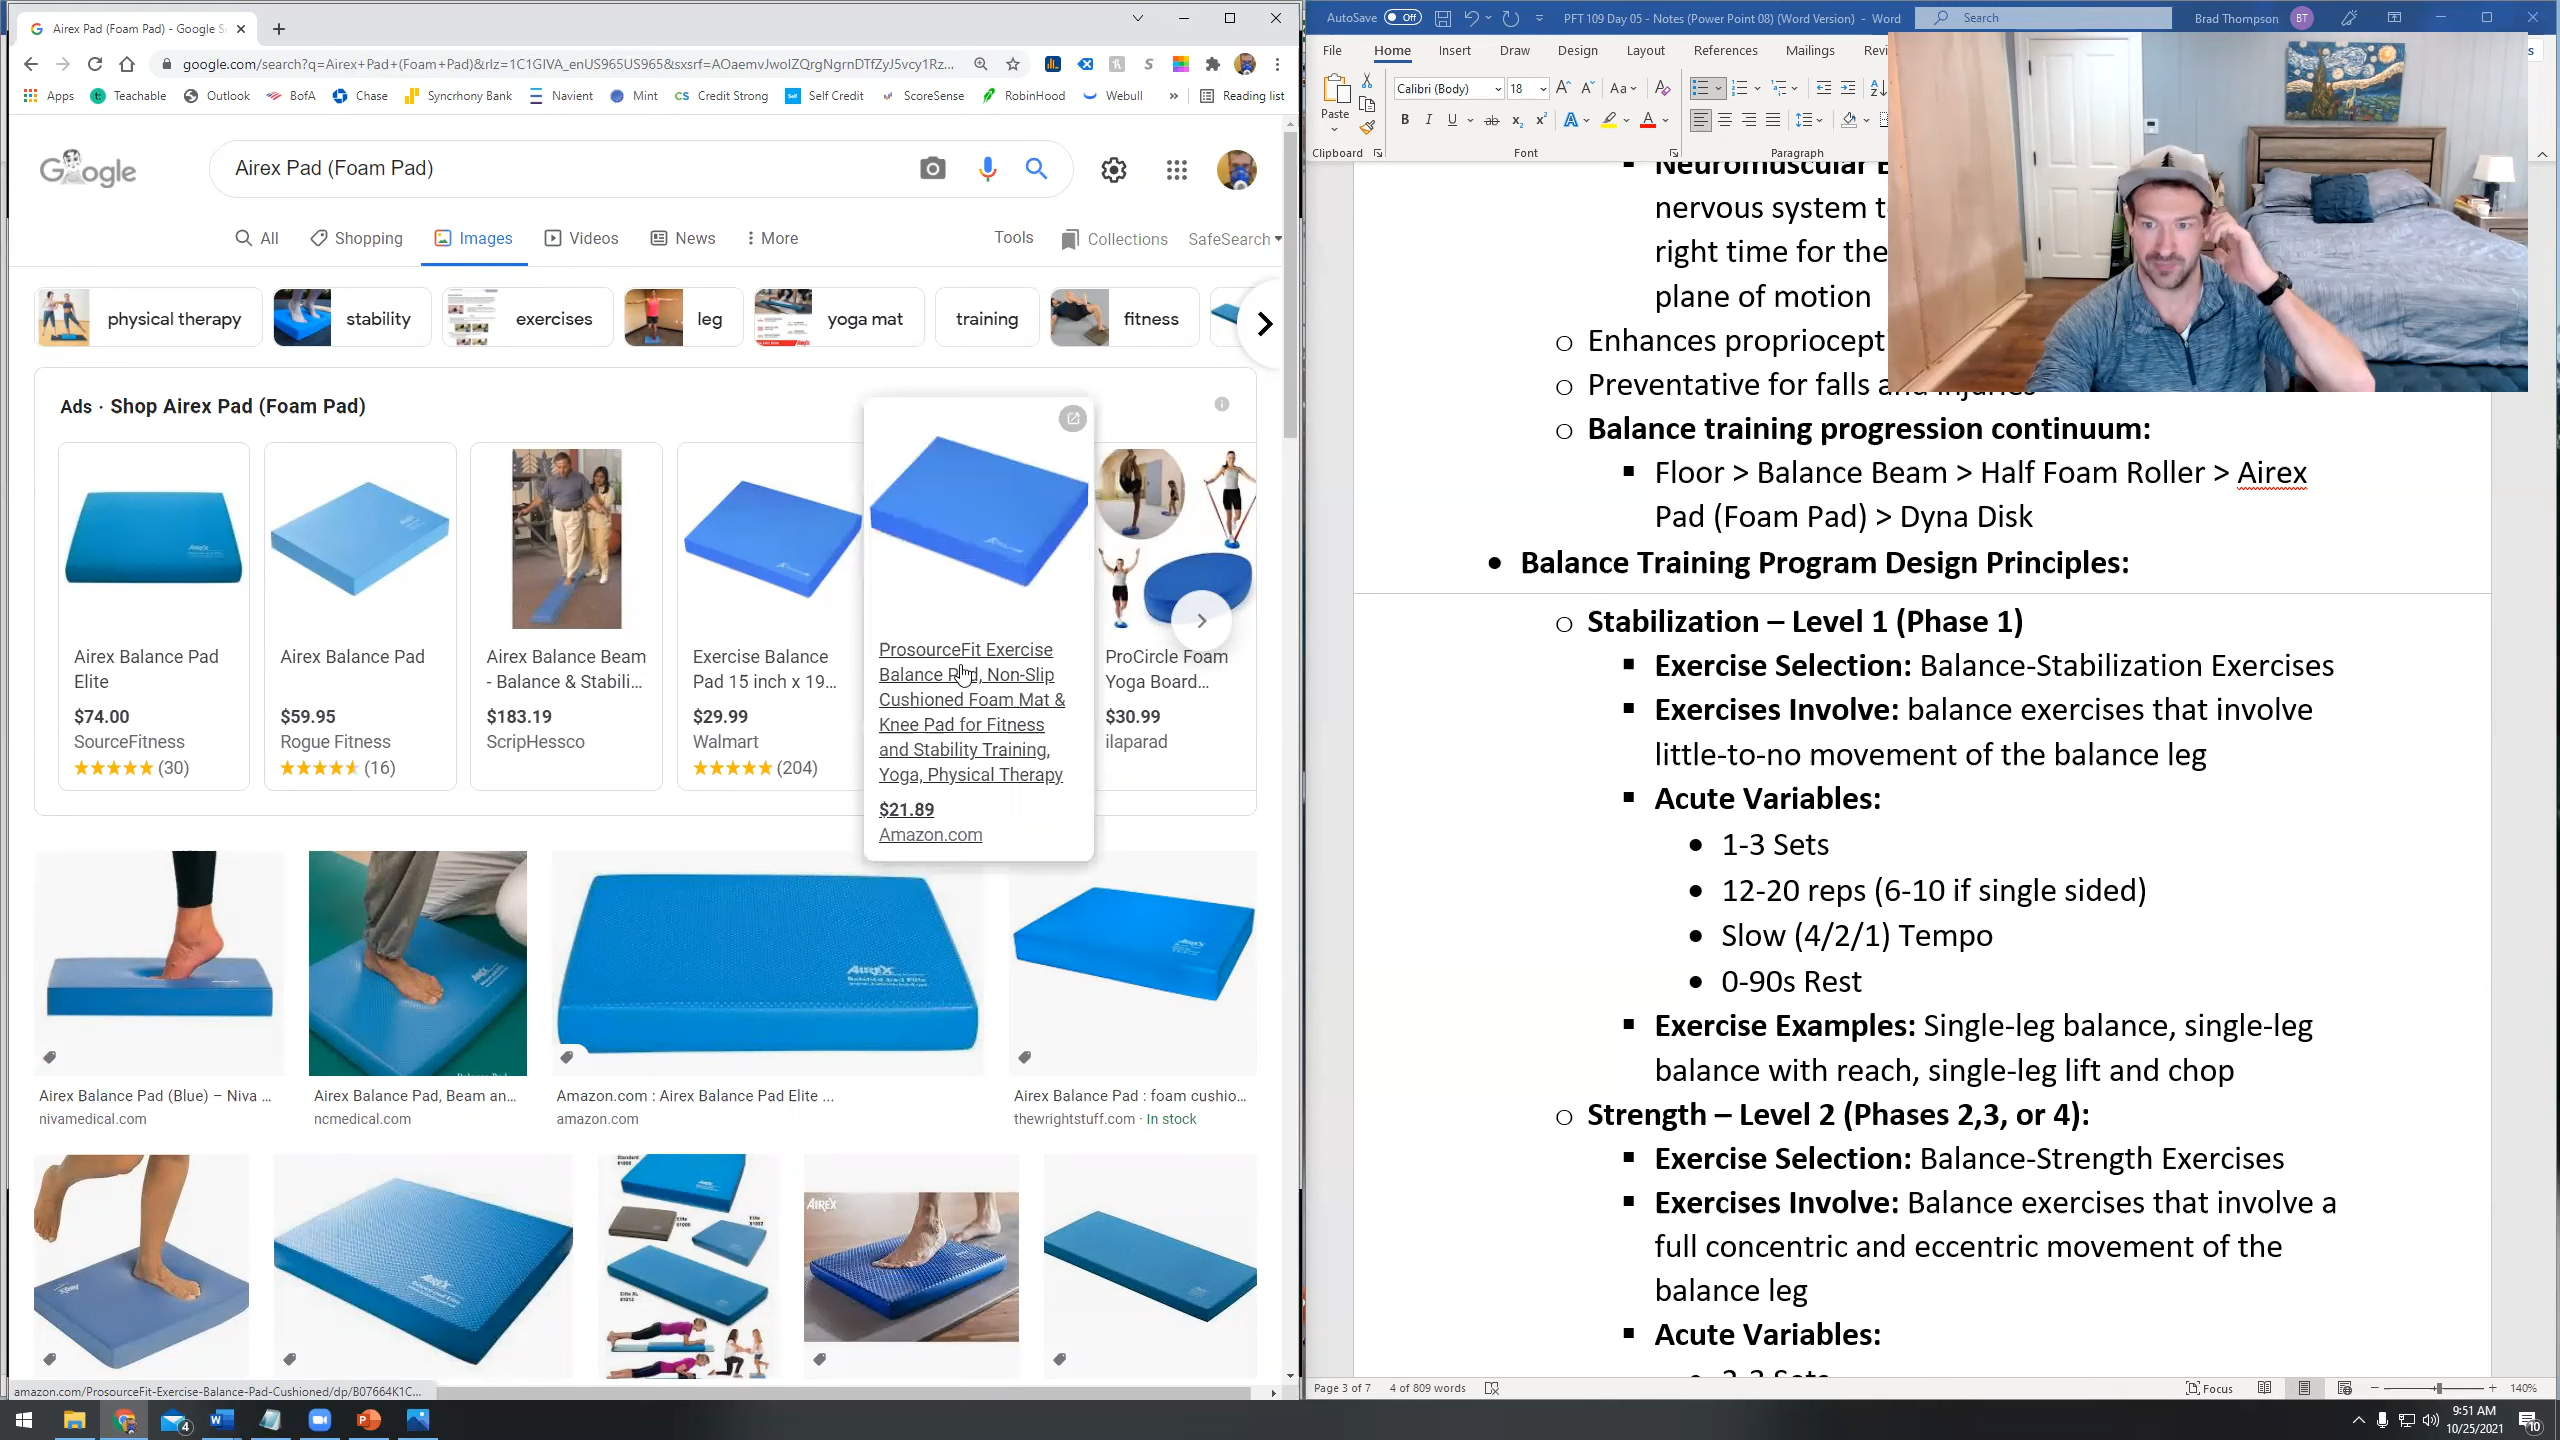 Airex Pad (Foam Pad) - Google S
google.com/search?q=Airex+Pad+(Foam+Pad)&rlz=1C1GIVA_enUS965US965&sxsrf=AOaemvJwoIZQrgNgrnDTfZyJ5vcy1Rz...
Apps Teachable Outlook BofA Chase Syncrhony Bank Navient Mint Credit Strong Self Credit ScoreSense RobinHood Webull » Reading list
Airex Pad (Foam Pad)
All Shopping Images Videos News More Tools Collections SafeSearch
physical therapy stability exercises leg yoga mat training fitness
Ads · Shop Airex Pad (Foam Pad)
Airex Balance Pad
Elite
$74.00
SourceFitness
(30)
Airex Balance Pad
$59.95
Rogue Fitness
(16)
Airex Balance Beam
- Balance & Stabili...
$183.19
ScripHessco
Exercise Balance
Pad 15 inch x 19...
$29.99
Walmart
(204)
ProsourceFit Exercise
Balance Pad, Non-Slip
Cushioned Foam Mat &
Knee Pad for Fitness
and Stability Training,
Yoga, Physical Therapy
$21.89
Amazon.com
ProCircle Foam
Yoga Board...
$30.99
ilaparad
Airex Balance Pad (Blue) – Niva ...
nivamedical.com
Airex Balance Pad, Beam an...
ncmedical.com
Amazon.com : Airex Balance Pad Elite ...
amazon.com
Airex Balance Pad : foam cushio...
thewrightstuff.com · In stock
AIREX
amazon.com/ProsourceFit-Exercise-Balance-Pad-Cushioned/dp/B07664K1C...
AutoSave Off PFT 109 Day 05 - Notes (Power Point 08) (Word Version) - Word Search Brad Thompson BT
File Home Insert Draw Design Layout References Mailings
Paste Calibri (Body) 18
Clipboard Font Paragraph
Neuromuscular
nervous system
right time for the
plane of motion
o Enhances
o Preventative for falls
o Balance training progression continuum:
▪ Floor > Balance Beam > Half Foam Roller > Airex
Pad (Foam Pad) > Dyna Disk
• Balance Training Program Design Principles:
o Stabilization – Level 1 (Phase 1)
▪ Exercise Selection: Balance-Stabilization Exercises
▪ Exercises Involve: balance exercises that involve
little-to-no movement of the balance leg
▪ Acute Variables:
• 1-3 Sets
• 12-20 reps (6-10 if single sided)
• Slow (4/2/1) Tempo
• 0-90s Rest
▪ Exercise Examples: Single-leg balance, single-leg
balance with reach, single-leg lift and chop
o Strength – Level 2 (Phases 2,3, or 4):
▪ Exercise Selection: Balance-Strength Exercises
▪ Exercises Involve: Balance exercises that involve a
full concentric and eccentric movement of the
balance leg
▪ Acute Variables:
Page 3 of 7 4 of 809 words Focus 140%
9:51 AM
10/25/2021